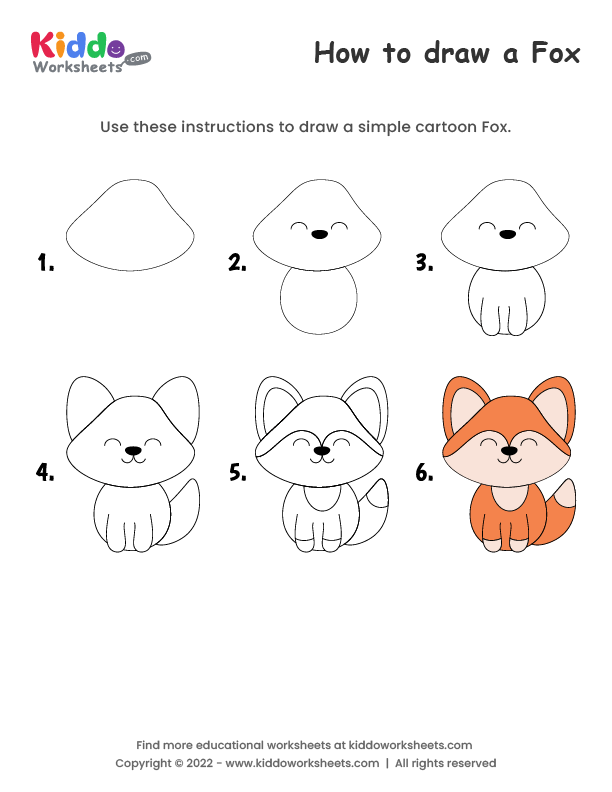 Kiddo
Worksheets
.com
How to draw a Fox
Use these instructions to draw a simple cartoon Fox.
1.
2.
3.
4.
5.
6.
Find more educational worksheets at kiddoworksheets.com
Copyright © 2022 - www.kiddoworksheets.com | All rights reserved